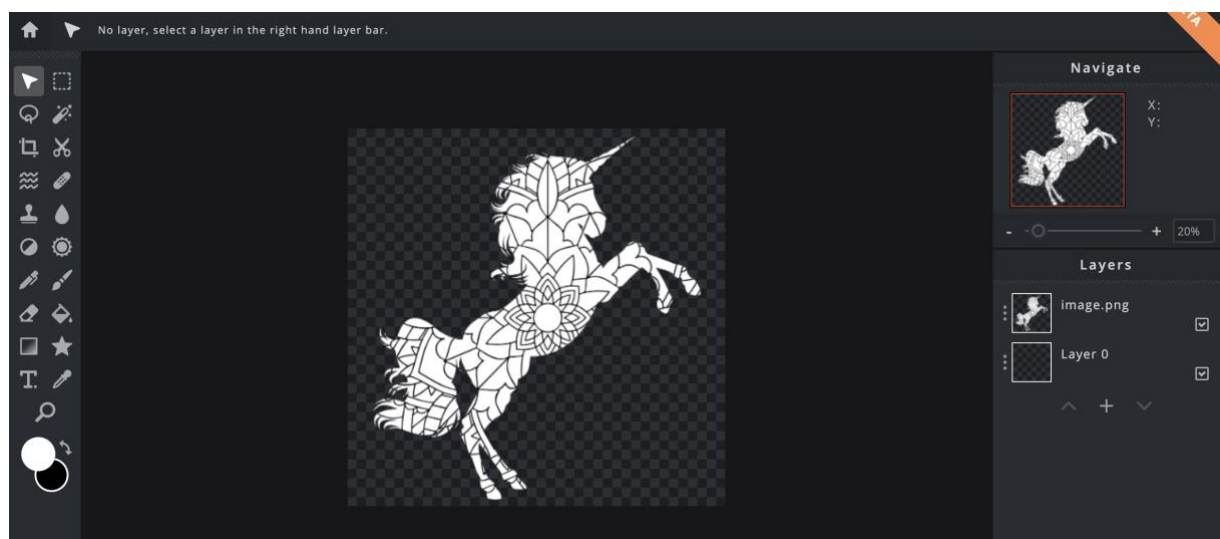 No layer, select a layer in the right hand layer bar.
Navigate
X:
Y:
- + 20%
Layers
image.png
Layer 0
+